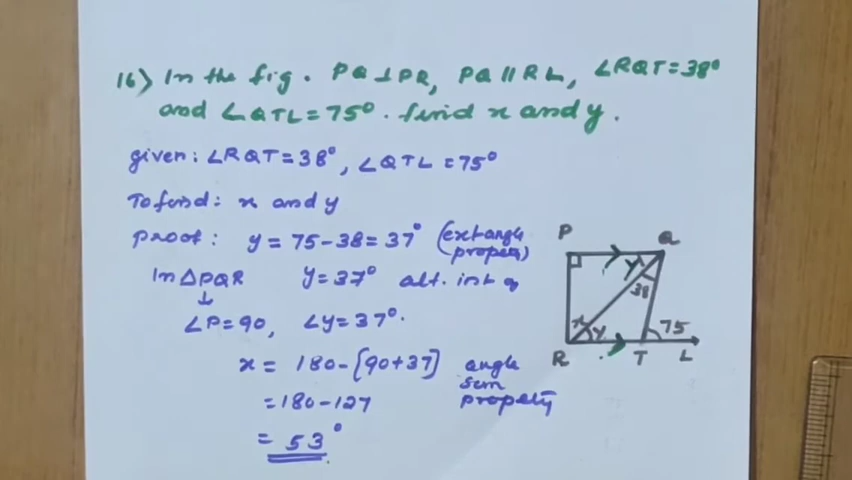 16) In the fig. PQ⊥PR, PQ || RL, ∠RQT=38°
and ∠QTL=75°. find x and y.
given: ∠RQT=38°, ∠QTL=75°
To find: x and y
proof: y = 75-38=37° (ext angle property)
In △PQR y=37° alt. int
↓
∠P=90, ∠y=37°.
x = 180-[90+37] angle sum property
=180-127
= 53°
P Q
y
38
x y 75
R T L